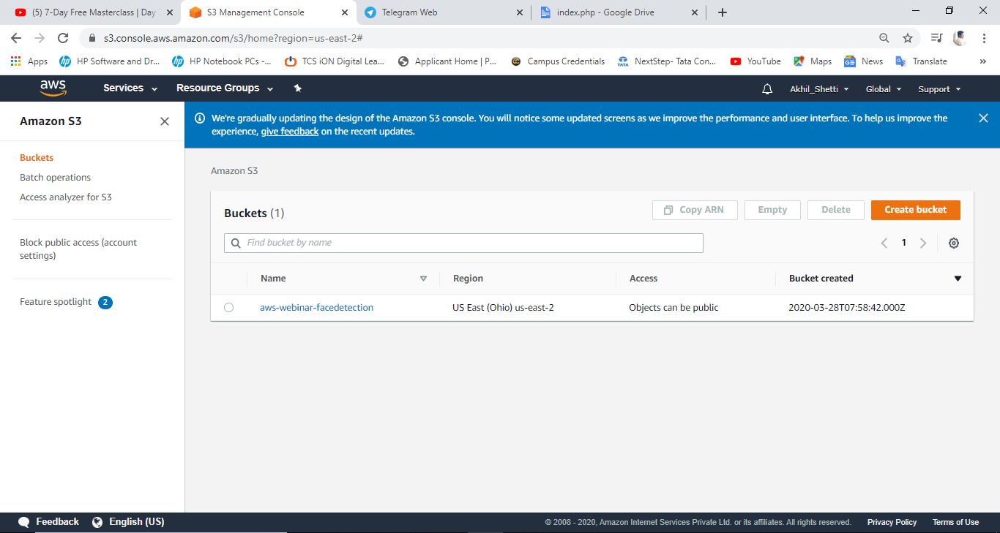 (5) 7-Day Free Masterclass | Day
S3 Management Console
Telegram Web
index.php - Google Drive
s3.console.aws.amazon.com/s3/home?region=us-east-2#
Apps
HP Software and Dr...
HP Notebook PCs -...
TCS iON Digital Lea...
Applicant Home | P...
Campus Credentials
NextStep- Tata Con...
YouTube
Maps
News
Translate
»
aws
Services
Resource Groups
Akhil_Shetti
Global
Support
Amazon S3
Buckets
Batch operations
Access analyzer for S3
Block public access (account
settings)
Feature spotlight 2
We're gradually updating the design of the Amazon S3 console. You will notice some updated screens as we improve the performance and user interface. To help us improve the
experience, give feedback on the recent updates.
Amazon S3
Buckets (1)
Copy ARN
Empty
Delete
Create bucket
Find bucket by name
1
Name
Region
Access
Bucket created
aws-webinar-facedetection
US East (Ohio) us-east-2
Objects can be public
2020-03-28T07:58:42.000Z
Feedback
English (US)
© 2008 - 2020, Amazon Internet Services Private Ltd. or its affiliates. All rights reserved.
Privacy Policy
Terms of Use